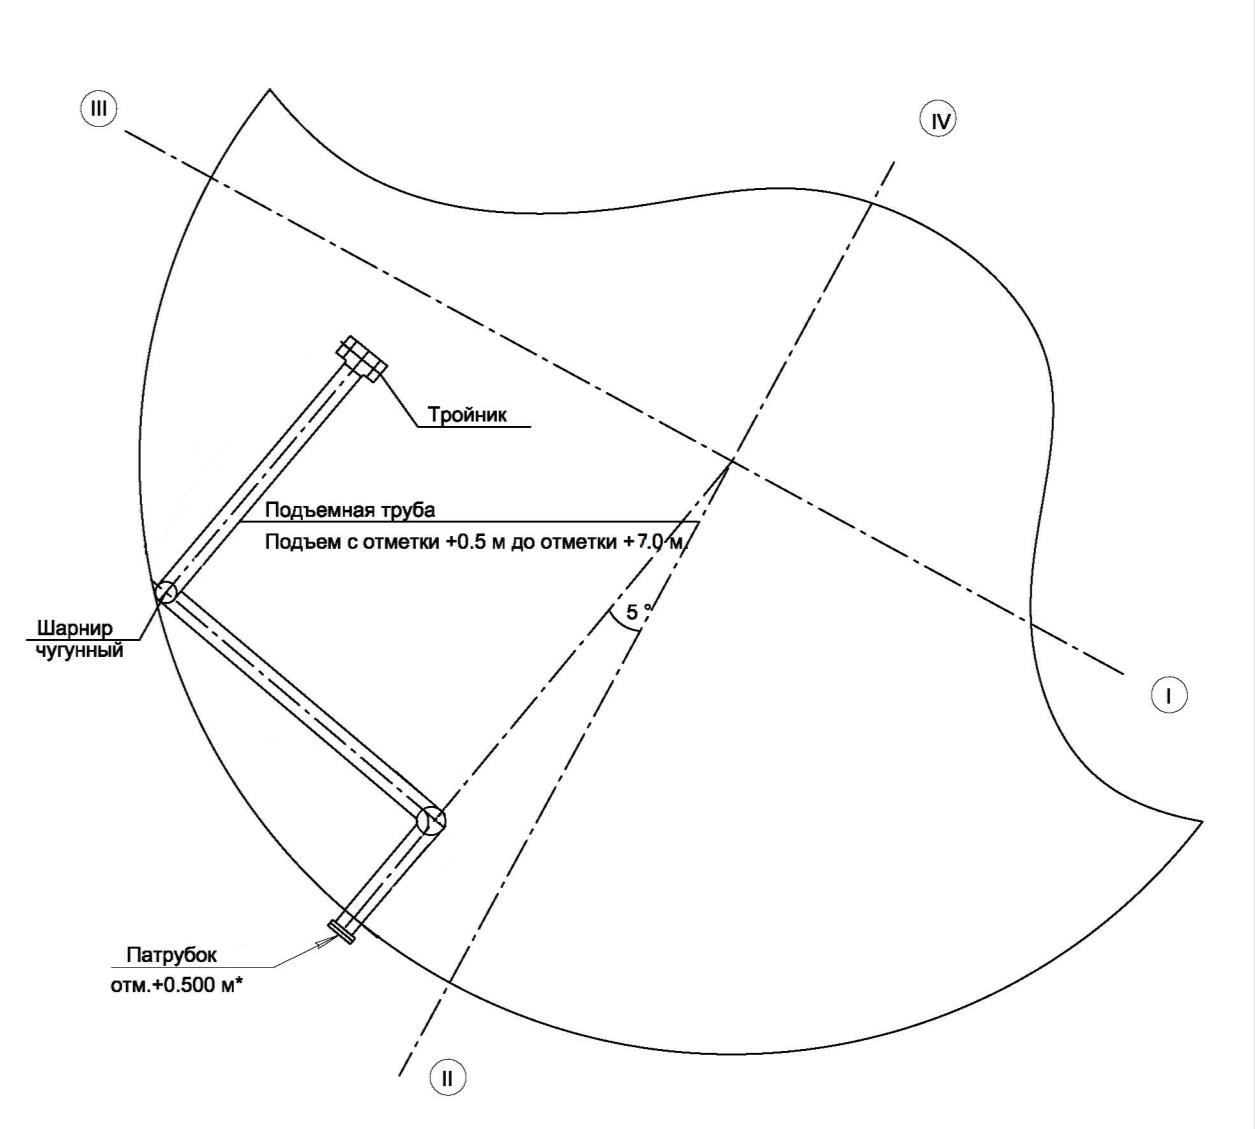 III
IV
Тройник
Подъемная труба
Подъем с отметки +0.5 м до отметки +7.0 м.
5 °
Шарнир
чугунный
I
Патрубок
отм.+0.500 м*
II